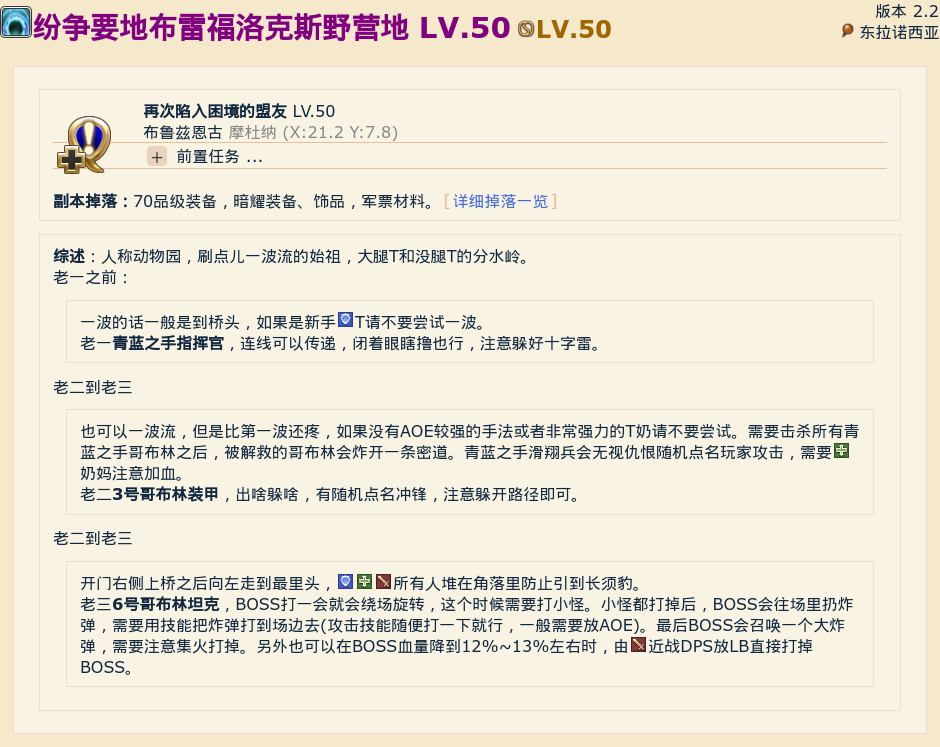 纷争要地布雷福洛克斯野营地 LV.50 LV.50
版本 2.2
东拉诺西亚
再次陷入困境的盟友 LV.50
布鲁兹恩古 摩杜纳 (X:21.2 Y:7.8)
+ 前置任务 ...
副本掉落：70品级装备，暗耀装备、饰品，军票材料。[详细掉落一览]
综述：人称动物园，刷点儿一波流的始祖，大腿T和没腿T的分水岭。
老一之前：
一波的话一般是到桥头，如果是新手T请不要尝试一波。
老一青蓝之手指挥官，连线可以传递，闭着眼瞎撸也行，注意躲好十字雷。
老二到老三
也可以一波流，但是比第一波还疼，如果没有AOE较强的手法或者非常强力的T奶请不要尝试。需要击杀所有青
蓝之手哥布林之后，被解救的哥布林会炸开一条密道。青蓝之手滑翔兵会无视仇恨随机点名玩家攻击，需要
奶妈注意加血。
老二3号哥布林装甲，出啥躲啥，有随机点名冲锋，注意躲开路径即可。
老二到老三
开门右侧上桥之后向左走到最里头，所有人堆在角落里防止引到长须豹。
老三6号哥布林坦克，BOSS打一会就会绕场旋转，这个时候需要打小怪。小怪都打掉后，BOSS会往场里扔炸
弹，需要用技能把炸弹打到场边去(攻击技能随便打一下就行，一般需要放AOE)。最后BOSS会召唤一个大炸
弹，需要注意集火打掉。另外也可以在BOSS血量降到12%~13%左右时，由近战DPS放LB直接打掉
BOSS。